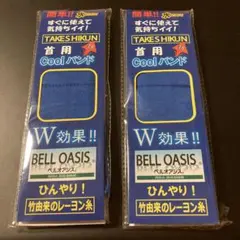 簡単!!
すぐに使えて
気持ちイイ!
TAKESHIKUN
首用
Coolバンド
W効果!!
BELL OASIS
ベルオアシス
ひんやり!
竹由来のレーヨン糸
簡単!!
すぐに使えて
気持ちイイ!
TAKESHIKUN
首用
Coolバンド
W効果!!
BELL OASIS
ベルオアシス
ひんやり!
竹由来のレーヨン糸